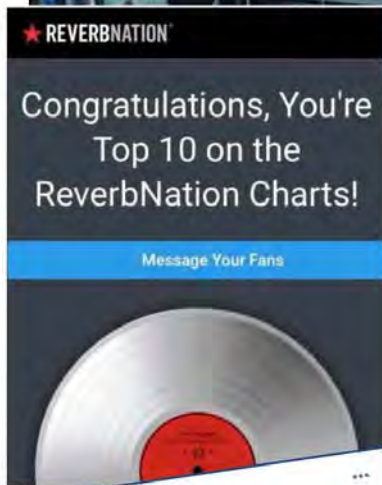 REVERBNATION
Congratulations, You're
Top 10 on the
ReverbNation Charts!
Message Your Fans